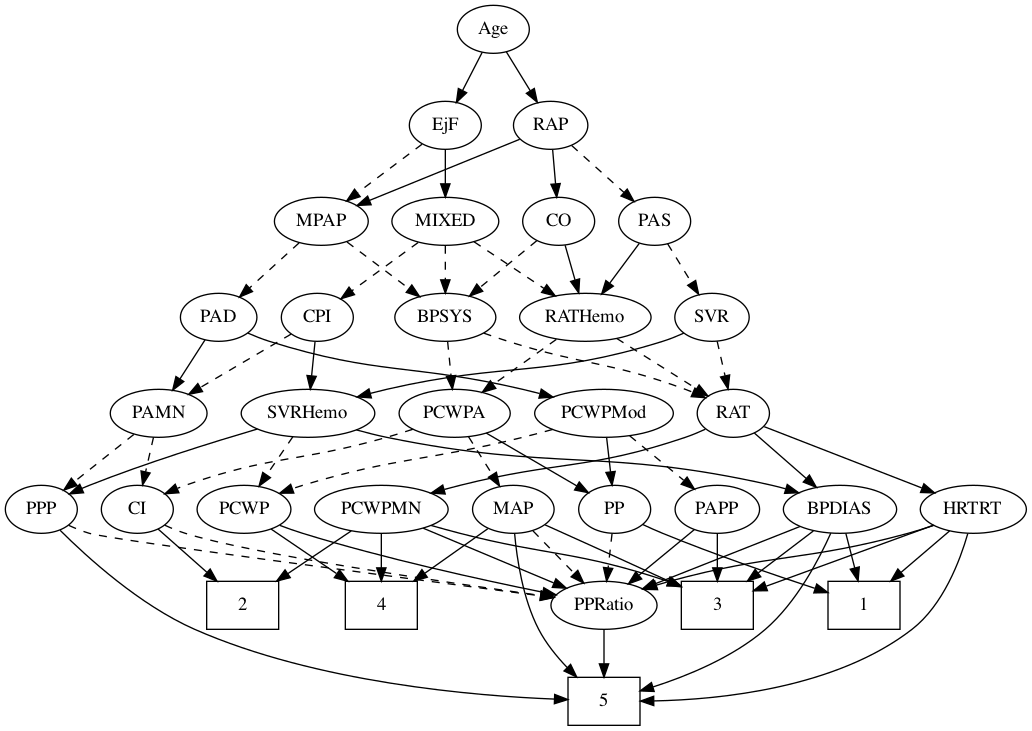 Age
EjF
RAP
MPAP
MIXED
CO
PAS
PAD
CPI
BPSYS
RATHemo
SVR
PAMN
SVRHemo
PCWPA
PCWPMod
RAT
PPP
CI
PCWP
PCWPMN
MAP
PP
PAPP
BPDIAS
HRTRT
2
4
PPRatio
3
1
5